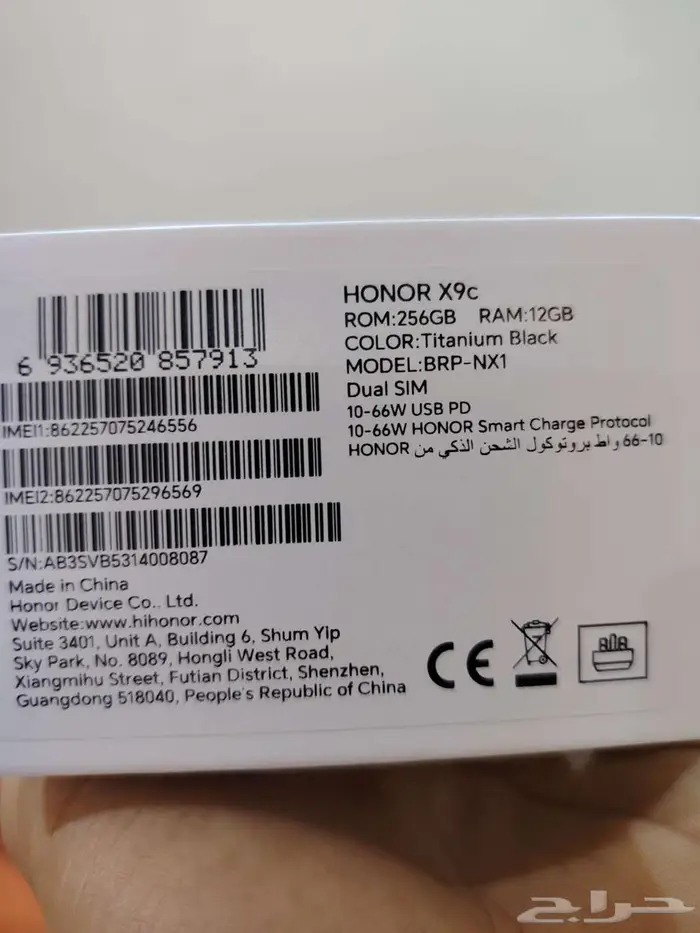 6 936520 857913
IMEI1:862257075246556
IMEI2:862257075296569
S/N:AB3SVB5314008087
Made in China
Honor Device Co., Ltd.
Website:www.hihonor.com
Suite 3401, Unit A, Building 6, Shum Yip
Sky Park, No. 8089, Hongli West Road,
Xiangmihu Street, Futian District, Shenzhen,
Guangdong 518040, People's Republic of China
HONOR X9c
ROM:256GB RAM:12GB
COLOR:Titanium Black
MODEL:BRP-NX1
Dual SIM
10-66W USB PD
10-66W HONOR Smart Charge Protocol
10-66 واط بروتوكول الشحن الذكي من HONOR
CE
حراج